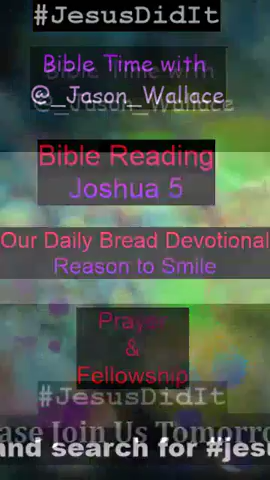 #JesusDidIt
Bible Time with
@_Jason_Wallace
Bible Reading
Joshua 5
Our Daily Bread Devotional
Reason to Smile
Prayer
&
Fellowship
#JesusDidIt
ase Join Us Tomorro
and search for #jesu